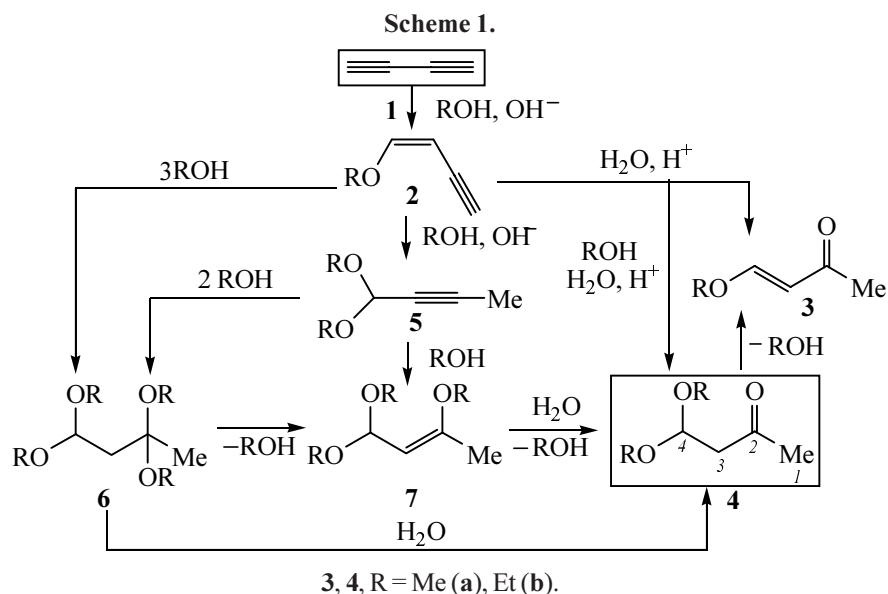 Scheme 1.
1
ROH, OH−
3ROH
RO
2
H2O, H+
ROH, OH−
ROH
H2O, H+
O
RO
Me
3
2 ROH
RO
RO
5
Me
ROH
− ROH
OR
RO
RO
Me
OR
6
−ROH
OR
OR
RO
Me
7
H2O
−ROH
OR
O
RO
4
3
2
Me
1
4
H2O
3, 4, R = Me (a), Et (b).